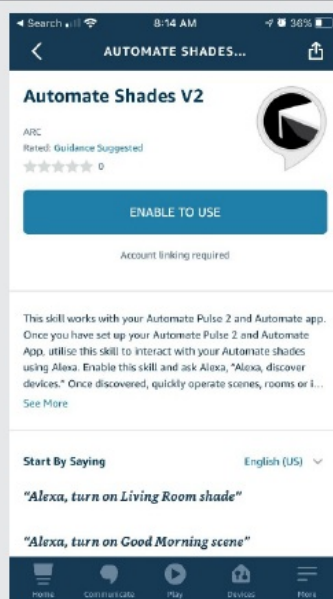 Search
8:14 AM
36%
AUTOMATE SHADES...
Automate Shades V2
ARC
Rated: Guidance Suggested
0
ENABLE TO USE
Account linking required
This skill works with your Automate Pulse 2 and Automate app.
Once you have set up your Automate Pulse 2 and Automate
App, utilise this skill to interact with your Automate shades
using Alexa. Enable this skill and ask Alexa, "Alexa, discover
devices." Once discovered, quickly operate scenes, rooms or i...
See More
Start By Saying
English (US)
"Alexa, turn on Living Room shade"
"Alexa, turn on Good Morning scene"
Home
Communicate
Play
Devices
More